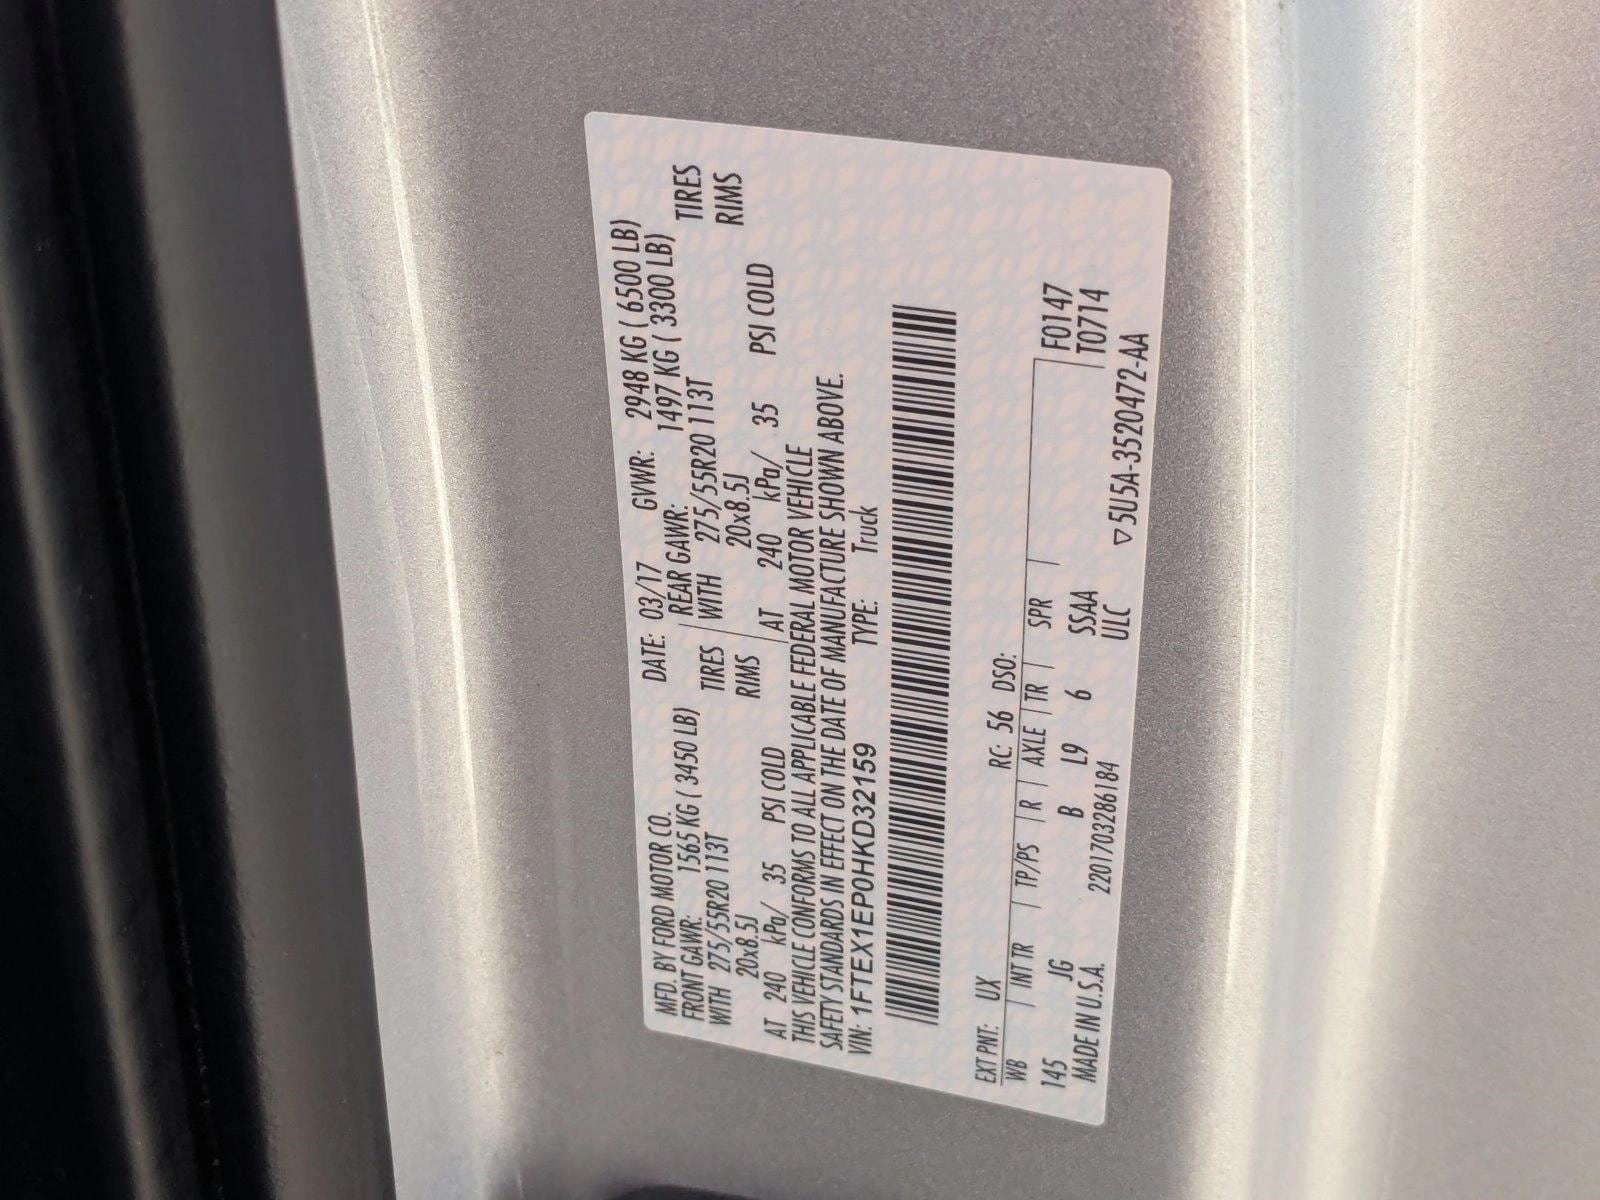 MFD. BY FORD MOTOR CO. DATE: 03/17 GVWR: 2948 KG ( 6500 LB)
FRONT GAWR: 1565 KG ( 3450 LB) REAR GAWR: 1497 KG ( 3300 LB)
WITH 275/55R20 113T TIRES WITH 275/55R20 113T TIRES
20x8.5J RIMS 20x8.5J RIMS
AT 240 kPa/ 35 PSI COLD AT 240 kPa/ 35 PSI COLD
THIS VEHICLE CONFORMS TO ALL APPLICABLE FEDERAL MOTOR VEHICLE
SAFETY STANDARDS IN EFFECT ON THE DATE OF MANUFACTURE SHOWN ABOVE.
VIN: 1FTEX1EP0HKD32159 TYPE: Truck
EXT PNT: UX RC: 56 DSO:
WB | INT TR | TP/PS | R | AXLE | TR | SPR | F0147
145 JG B L9 6 SSAA T0714
MADE IN U.S.A. 2201703286184 ULC ▽5U5A-3520472-AA